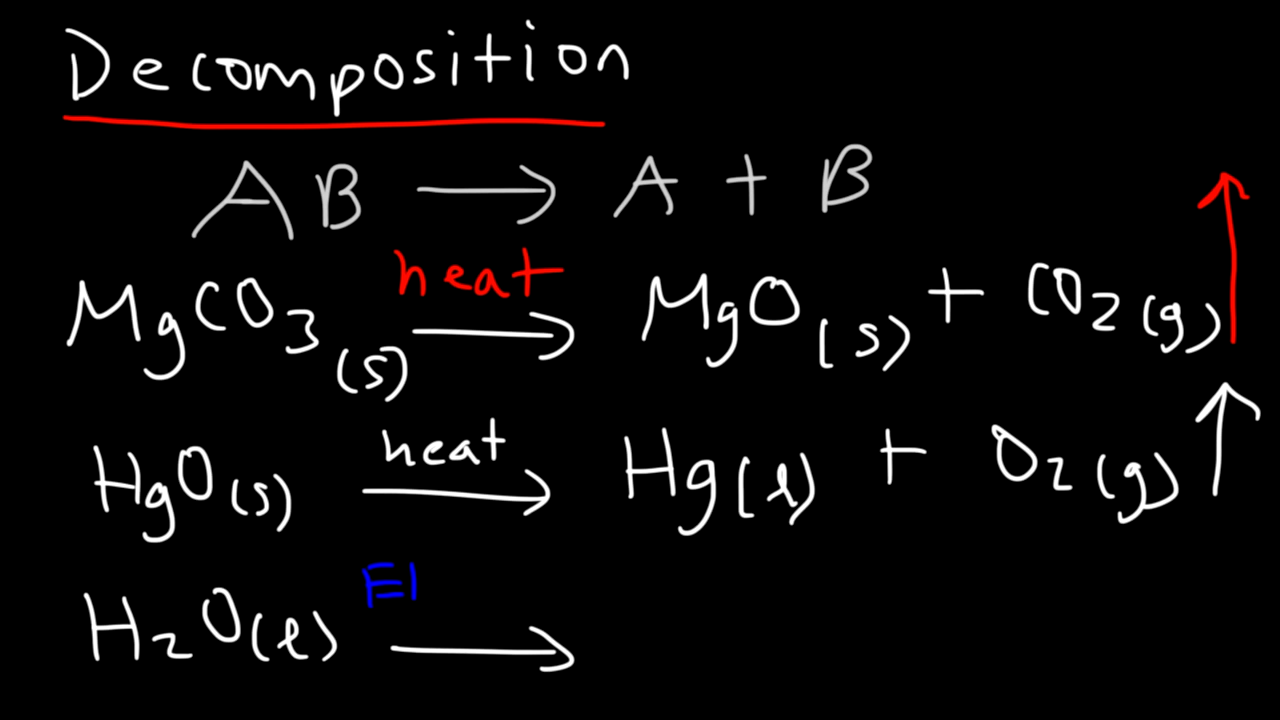 Decomposition
AB → A + B
MgCO₃(s) heat → MgO(s) + CO₂(g) ↑
HgO(s) heat → Hg(l) + O₂(g) ↑
H₂O(l) El →